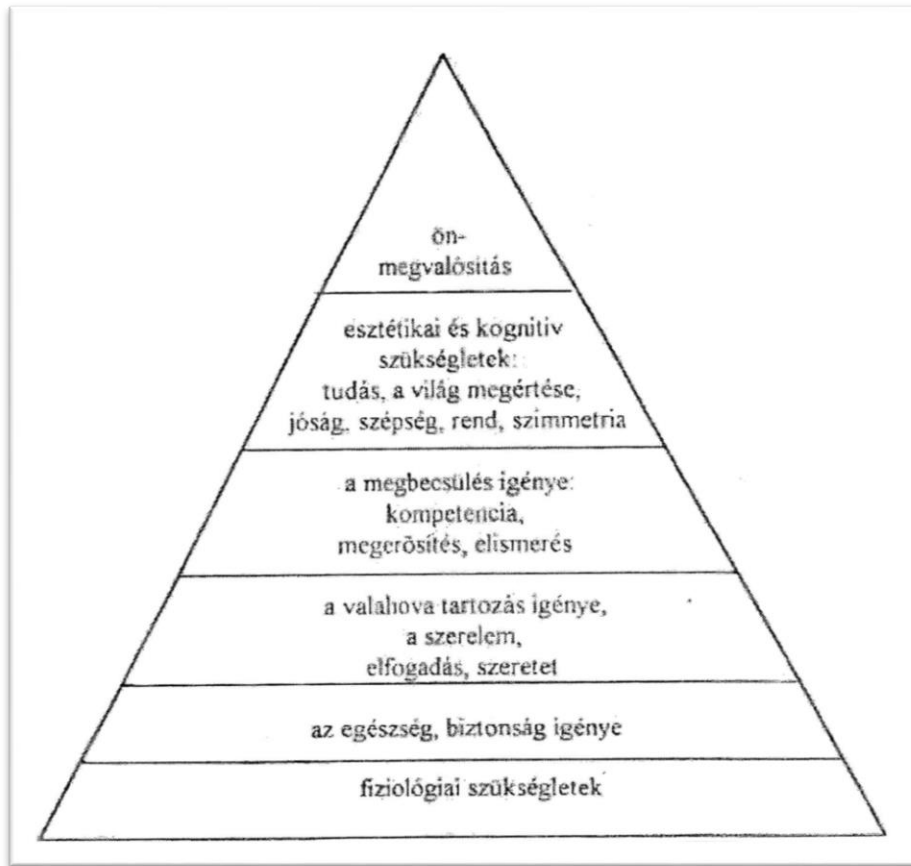 ön-
megvalósítás
esztétikai és kognitív
szükségletek:
tudás, a világ megértése,
jóság, szépség, rend, szimmetria
a megbecsülés igénye:
kompetencia,
megerõsítés, elismerés
a valahova tartozás igénye,
a szerelem,
elfogadás, szeretet
az egészség, biztonság igénye
fiziológiai szükségletek